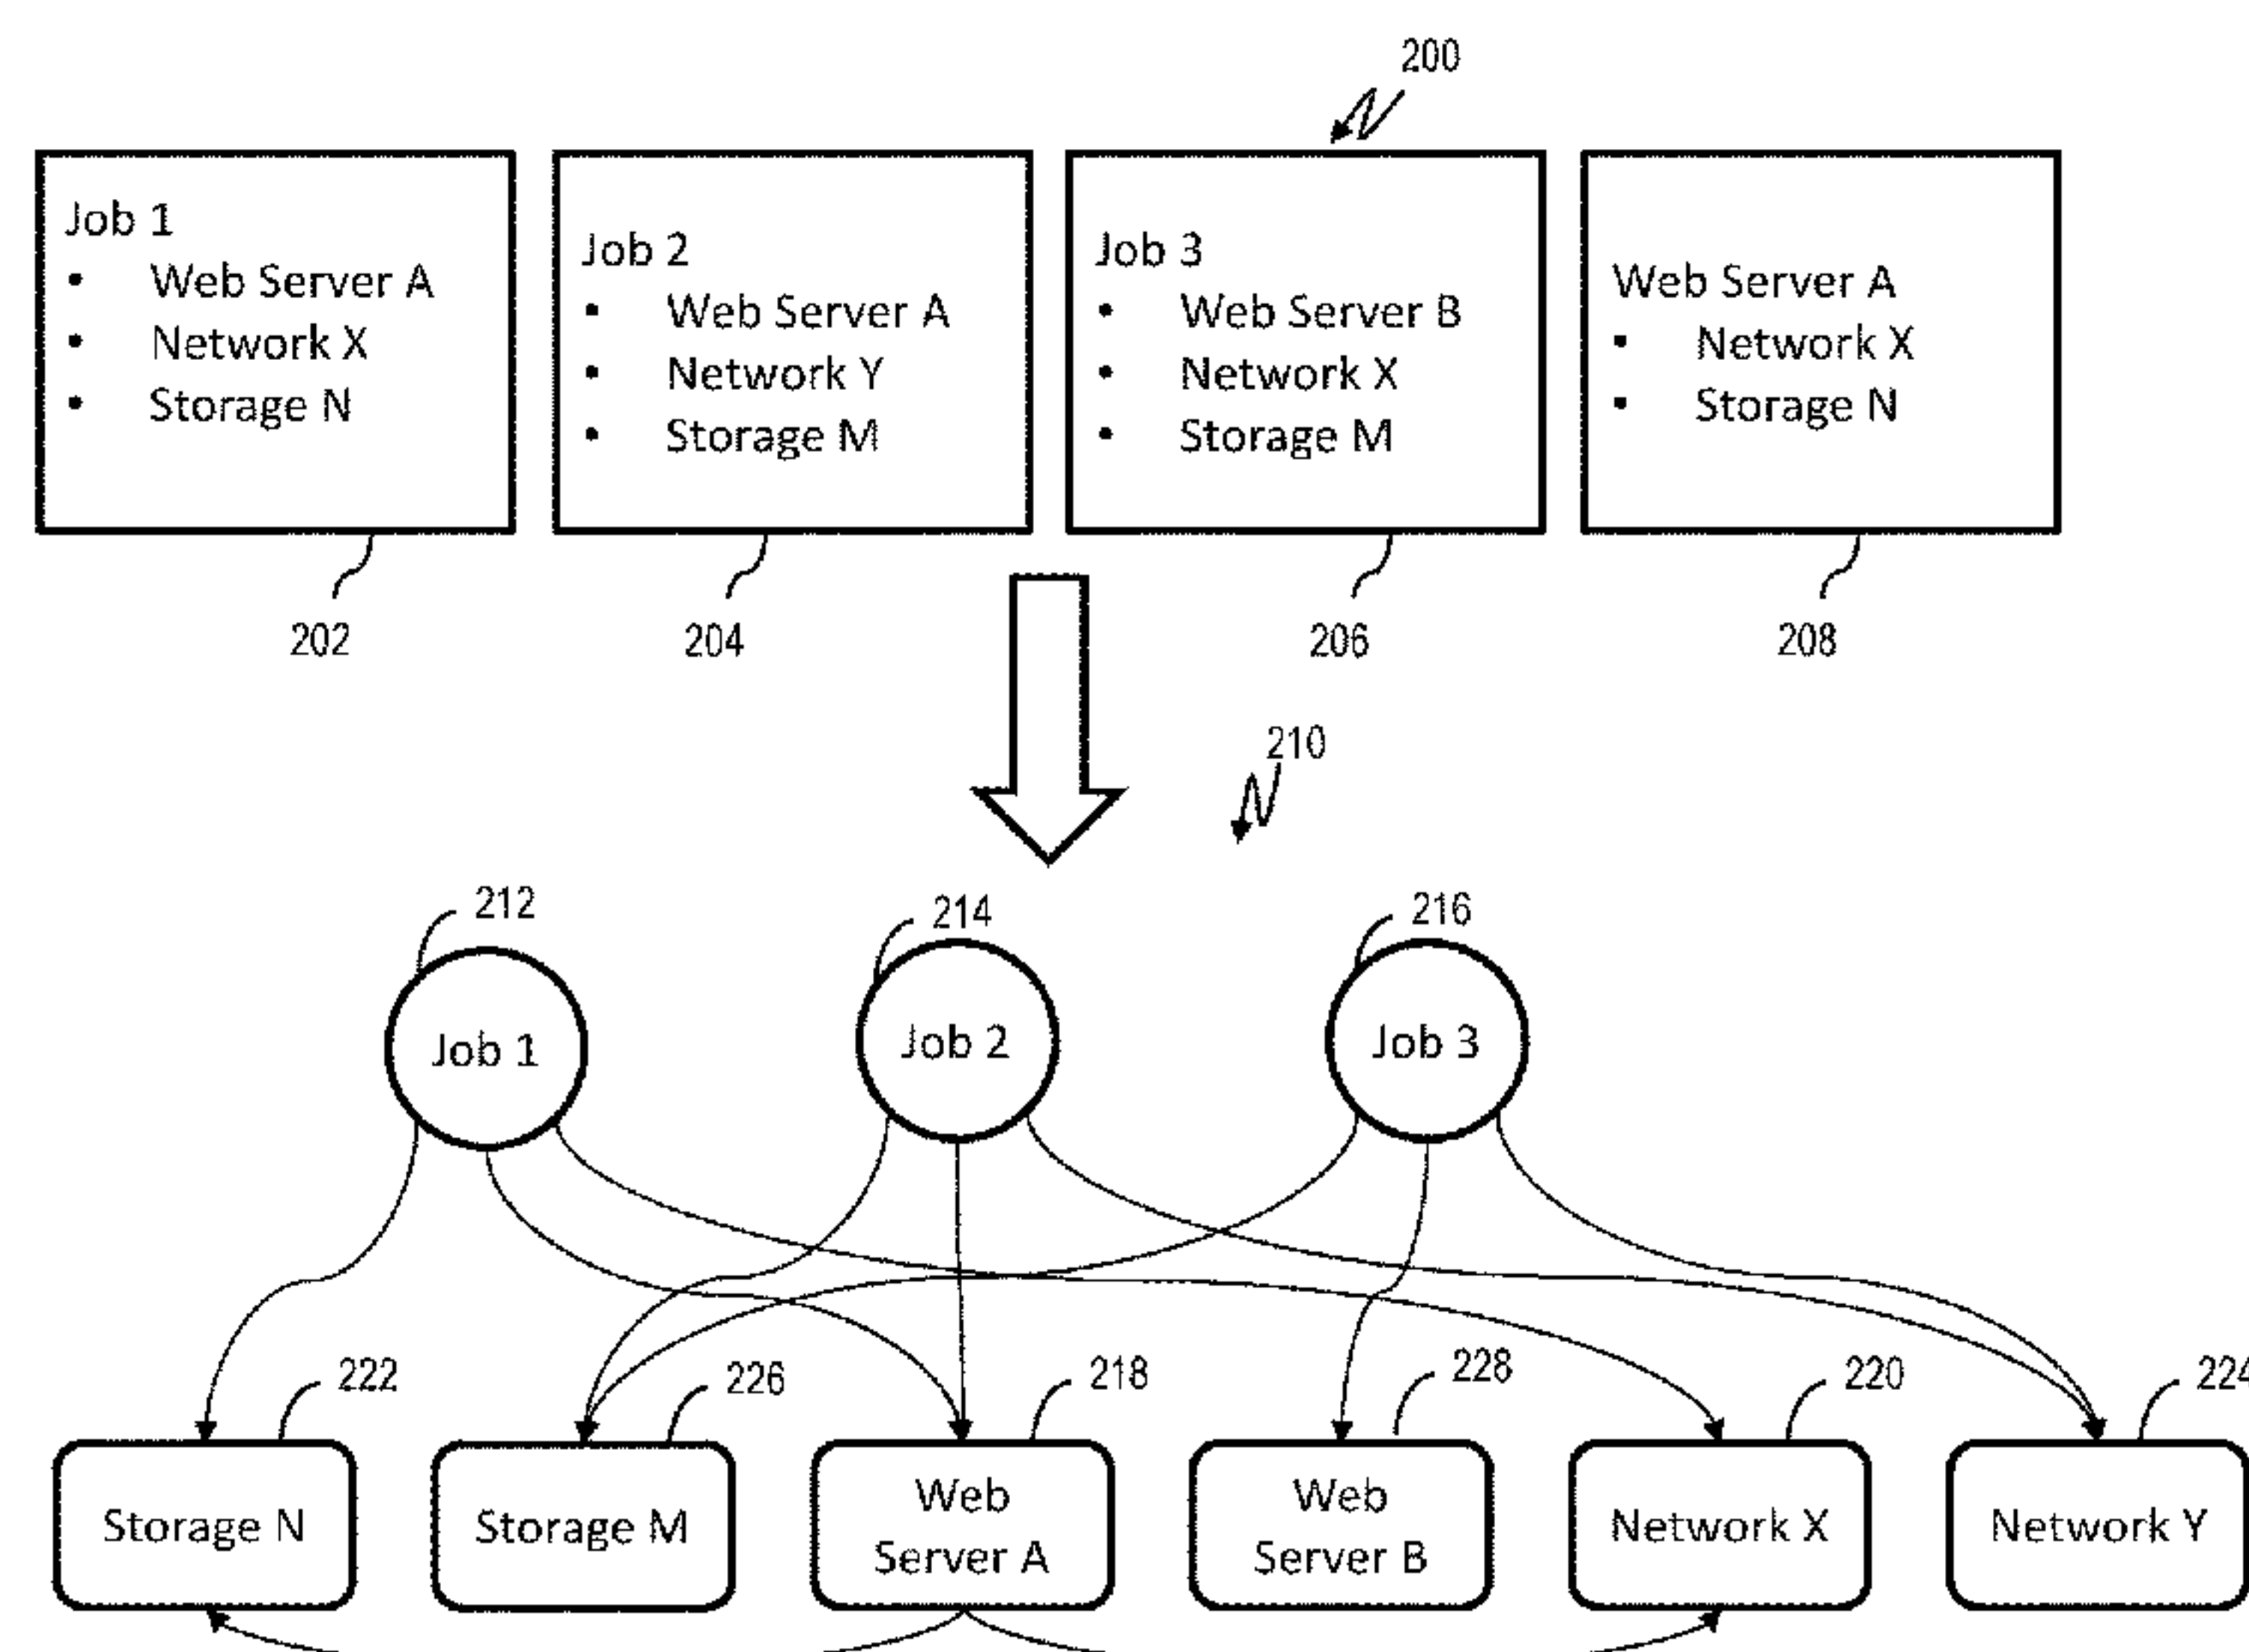 200
Job 1
• Web Server A
• Network X
• Storage N
Job 2
• Web Server A
• Network Y
• Storage M
Job 3
• Web Server B
• Network X
• Storage M
Web Server A
• Network X
• Storage N
202
204
206
208
210
212
214
216
Job 1
Job 2
Job 3
222
226
218
228
220
224
Storage N
Storage M
Web
Server A
Web
Server B
Network X
Network Y